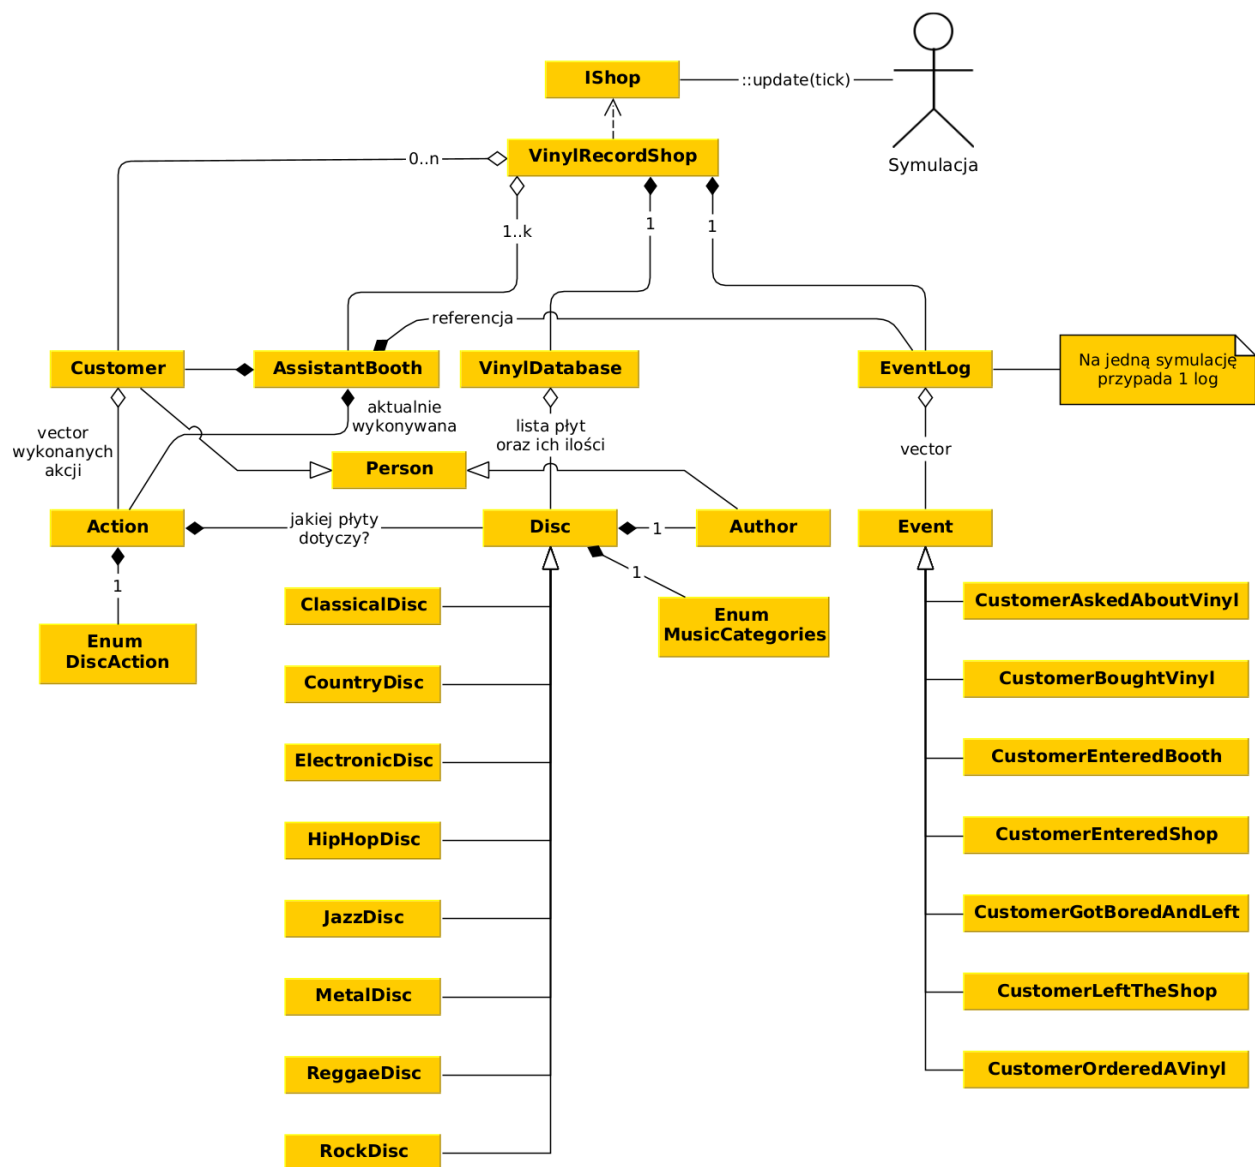 IShop
::update(tick)
Symulacja
VinylRecordShop
0..n
1..k
1
1
referencja
Customer
AssistantBooth
VinylDatabase
EventLog
Na jedną symulację
przypada 1 log
vector
wykonanych
akcji
aktualnie
wykonywana
lista płyt
oraz ich ilości
vector
Person
Action
jakiej płyty
dotyczy?
Disc
1
Author
Event
1
1
Enum
DiscAction
Enum
MusicCategories
ClassicalDisc
CountryDisc
ElectronicDisc
HipHopDisc
JazzDisc
MetalDisc
ReggaeDisc
RockDisc
CustomerAskedAboutVinyl
CustomerBoughtVinyl
CustomerEnteredBooth
CustomerEnteredShop
CustomerGotBoredAndLeft
CustomerLeftTheShop
CustomerOrderedAVinyl